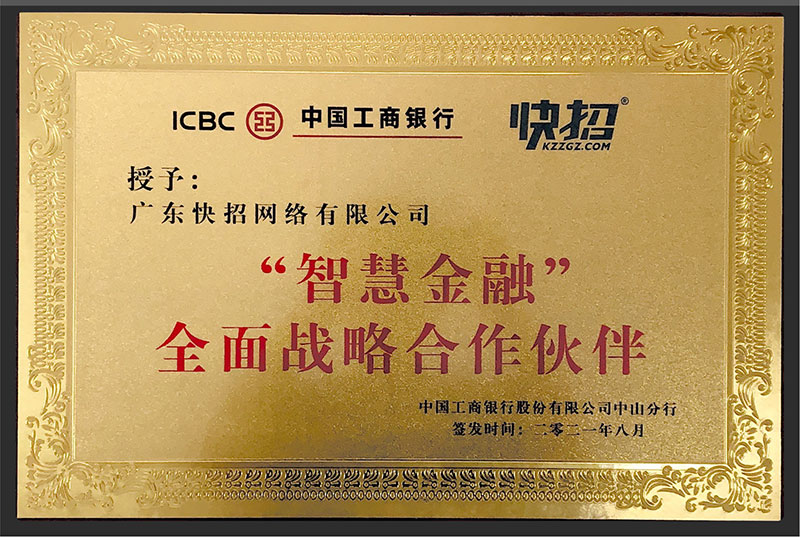 ICBC 中国工商银行 快招®
KZZGZ.COM
授予：
广东快招网络有限公司
“智慧金融”
全面战略合作伙伴
中国工商银行股份有限公司中山分行
签发时间：二零二一年八月